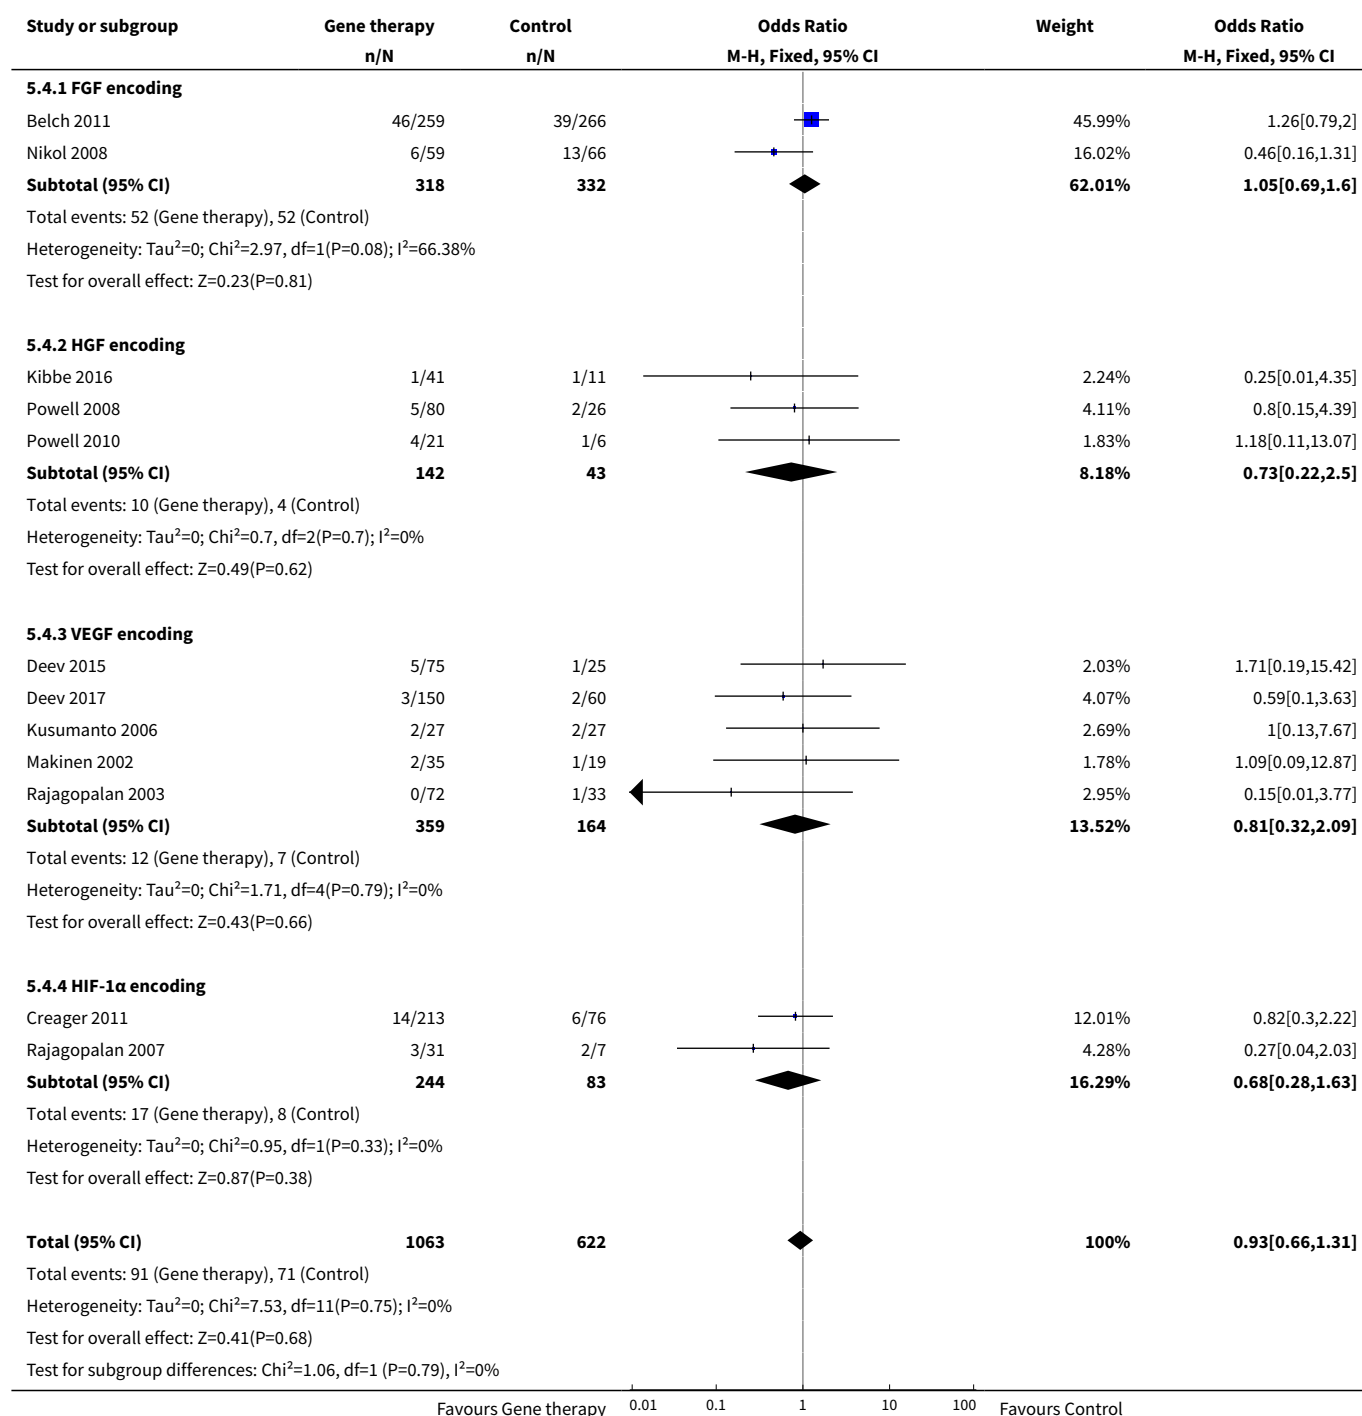 Study or subgroup Gene therapy Control Odds Ratio Weight Odds Ratio
n/N n/N M-H, Fixed, 95% CI M-H, Fixed, 95% CI
5.4.1 FGF encoding
Belch 2011 46/259 39/266 45.99% 1.26[0.79,2]
Nikol 2008 6/59 13/66 16.02% 0.46[0.16,1.31]
Subtotal (95% CI) 318 332 62.01% 1.05[0.69,1.6]
Total events: 52 (Gene therapy), 52 (Control)
Heterogeneity: Tau²=0; Chi²=2.97, df=1(P=0.08); I²=66.38%
Test for overall effect: Z=0.23(P=0.81)
5.4.2 HGF encoding
Kibbe 2016 1/41 1/11 2.24% 0.25[0.01,4.35]
Powell 2008 5/80 2/26 4.11% 0.8[0.15,4.39]
Powell 2010 4/21 1/6 1.83% 1.18[0.11,13.07]
Subtotal (95% CI) 142 43 8.18% 0.73[0.22,2.5]
Total events: 10 (Gene therapy), 4 (Control)
Heterogeneity: Tau²=0; Chi²=0.7, df=2(P=0.7); I²=0%
Test for overall effect: Z=0.49(P=0.62)
5.4.3 VEGF encoding
Deev 2015 5/75 1/25 2.03% 1.71[0.19,15.42]
Deev 2017 3/150 2/60 4.07% 0.59[0.1,3.63]
Kusumanto 2006 2/27 2/27 2.69% 1[0.13,7.67]
Makinen 2002 2/35 1/19 1.78% 1.09[0.09,12.87]
Rajagopalan 2003 0/72 1/33 2.95% 0.15[0.01,3.77]
Subtotal (95% CI) 359 164 13.52% 0.81[0.32,2.09]
Total events: 12 (Gene therapy), 7 (Control)
Heterogeneity: Tau²=0; Chi²=1.71, df=4(P=0.79); I²=0%
Test for overall effect: Z=0.43(P=0.66)
5.4.4 HIF-1α encoding
Creager 2011 14/213 6/76 12.01% 0.82[0.3,2.22]
Rajagopalan 2007 3/31 2/7 4.28% 0.27[0.04,2.03]
Subtotal (95% CI) 244 83 16.29% 0.68[0.28,1.63]
Total events: 17 (Gene therapy), 8 (Control)
Heterogeneity: Tau²=0; Chi²=0.95, df=1(P=0.33); I²=0%
Test for overall effect: Z=0.87(P=0.38)
Total (95% CI) 1063 622 100% 0.93[0.66,1.31]
Total events: 91 (Gene therapy), 71 (Control)
Heterogeneity: Tau²=0; Chi²=7.53, df=11(P=0.75); I²=0%
Test for overall effect: Z=0.41(P=0.68)
Test for subgroup differences: Chi²=1.06, df=1 (P=0.79), I²=0%
Favours Gene therapy 0.01 0.1 1 10 100 Favours Control